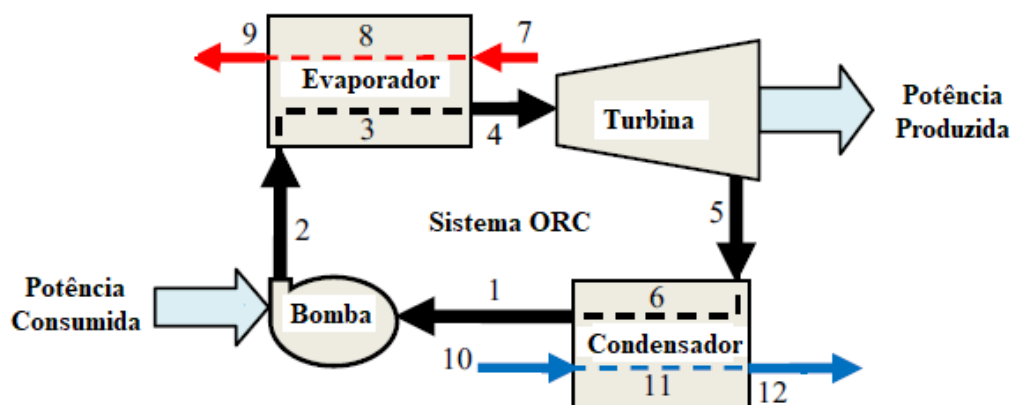 9
8
7
Evaporador
3
4
Turbina
Potência
Produzida
5
2
Sistema ORC
Potência
Consumida
Bomba
1
6
Condensador
10
11
12